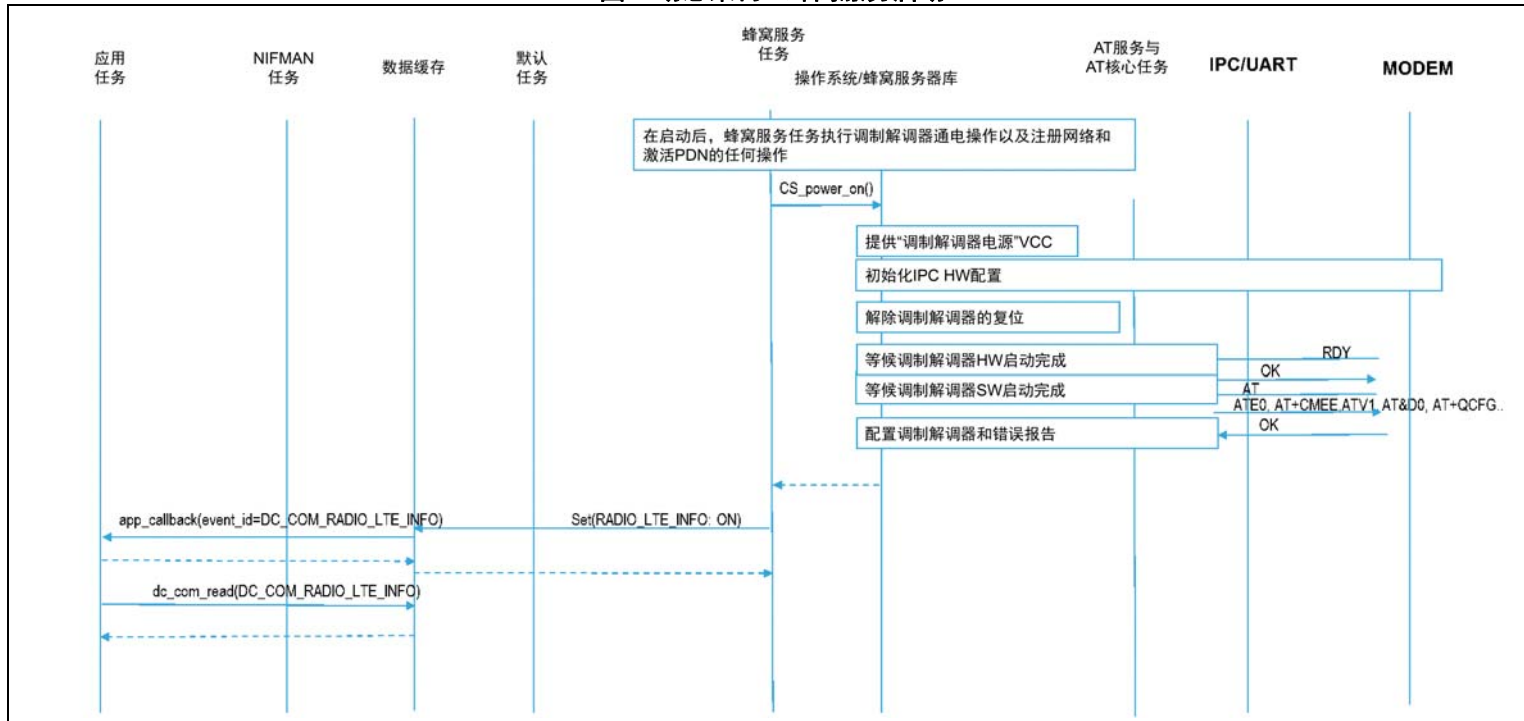 应用
任务
NIFMAN
任务
数据缓存
默认
任务
蜂窝服务
任务
操作系统/蜂窝服务器库
AT服务与
AT核心任务
IPC/UART
MODEM
在启动后，蜂窝服务任务执行调制解调器通电操作以及注册网络和
激活PDN的任何操作
CS_power_on()
提供“调制解调器电源”VCC
初始化IPC HW配置
解除调制解调器的复位
等候调制解调器HW启动完成
RDY
OK
等候调制解调器SW启动完成
AT
ATE0, AT+CMEE,ATV1, AT&D0, AT+QCFG..
OK
配置调制解调器和错误报告
app_callback(event_id=DC_COM_RADIO_LTE_INFO)
Set(RADIO_LTE_INFO: ON)
dc_com_read(DC_COM_RADIO_LTE_INFO)